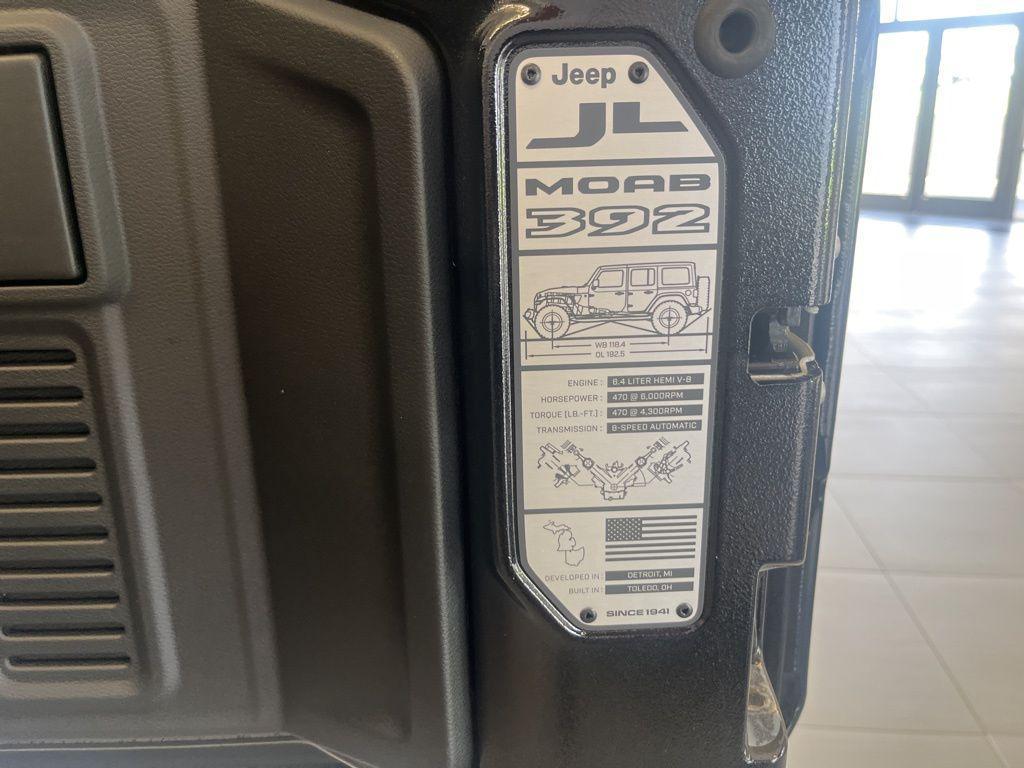 Jeep
JL
MOAB
392
WB 118.4
OL 192.5
ENGINE : 6.4 LITER HEMI V-8
HORSEPOWER : 470 @ 6,000RPM
TORQUE [LB.-FT.] : 470 @ 4,300RPM
TRANSMISSION : 8-SPEED AUTOMATIC
DEVELOPED IN : DETROIT, MI
BUILT IN : TOLEDO, OH
SINCE 1941